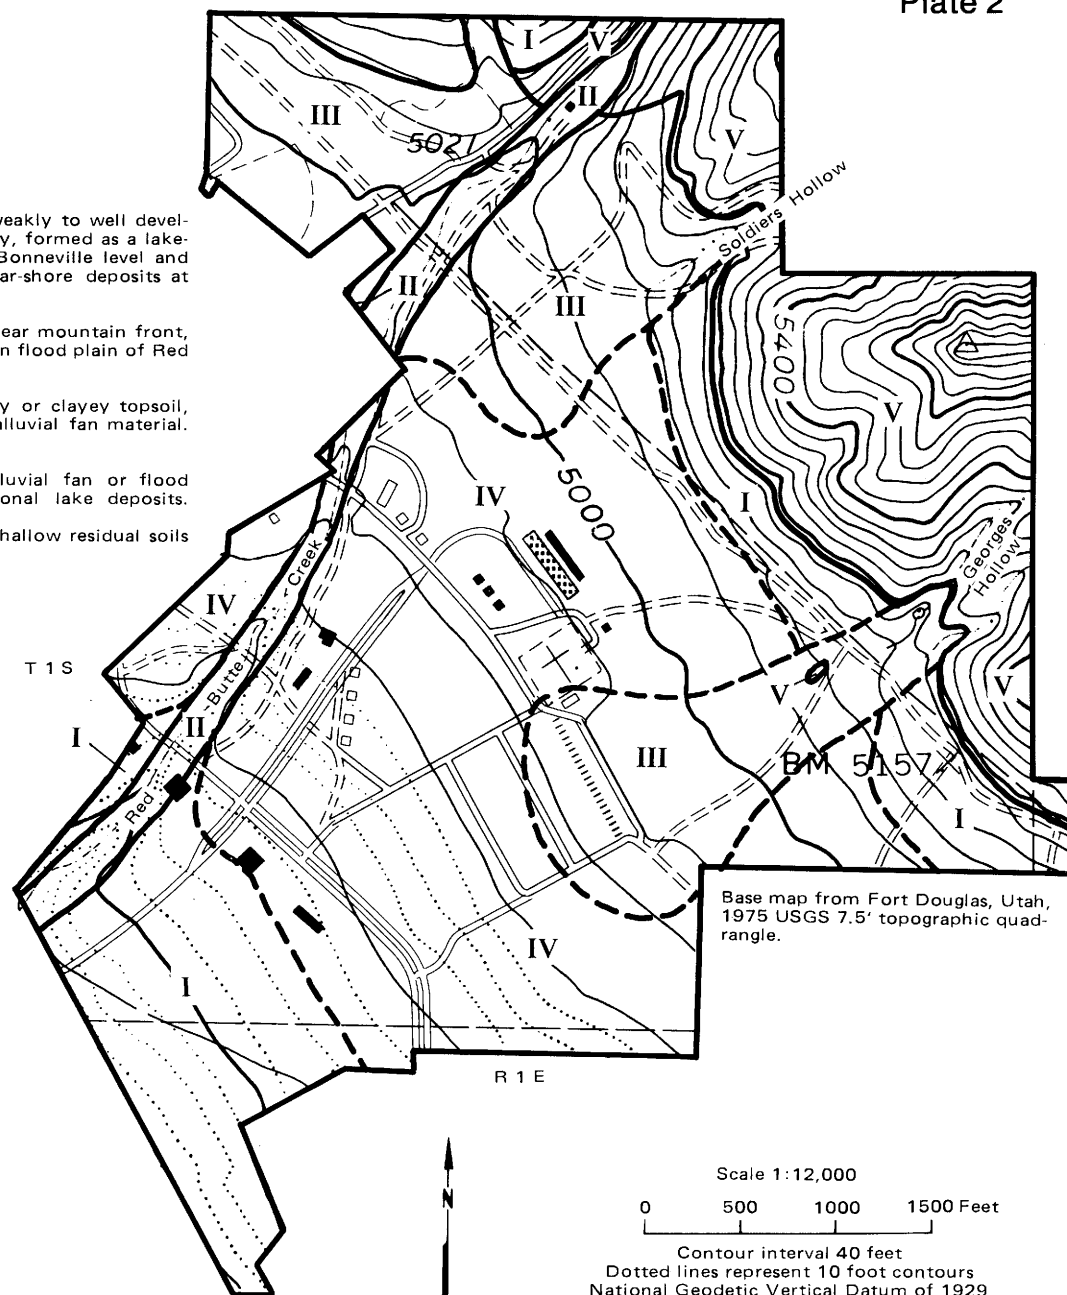 Plate 2
I
V
II
III
5021
V
Soldiers Hollow
eakly to well devel-
y, formed as a lake-
Bonneville level and
ar-shore deposits at
II
III
5400
ear mountain front,
n flood plain of Red
V
y or clayey topsoil,
lluvial fan material.
IV
5000
I
luvial fan or flood
onal lake deposits.
hallow residual soils
Georges
Hollow
Red Butte Creek
IV
T 1 S
V
V
II
I
III
BM 5157
I
Base map from Fort Douglas, Utah,
1975 USGS 7.5' topographic quad-
rangle.
IV
I
R 1 E
N
Scale 1:12,000
0 500 1000 1500 Feet
Contour interval 40 feet
Dotted lines represent 10 foot contours
National Geodetic Vertical Datum of 1929